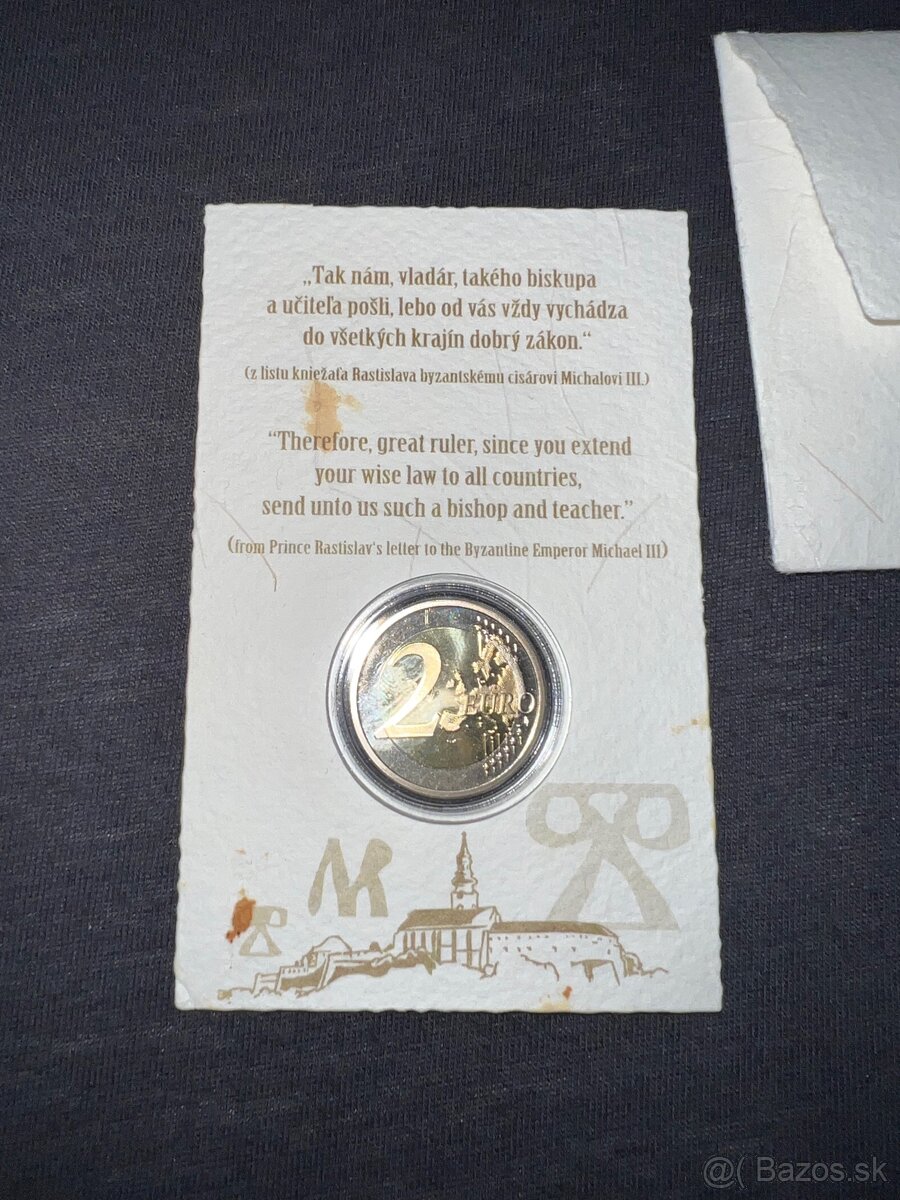 „Tak nám, vladár, takého biskupa
a učiteľa pošli, lebo od vás vždy vychádza
do všetkých krajín dobrý zákon.“
(z listu kniežaťa Rastislava byzantskému cisárovi Michalovi III.)
“Therefore, great ruler, since you extend
your wise law to all countries,
send unto us such a bishop and teacher.”
(from Prince Rastislav's letter to the Byzantine Emperor Michael III)
2 EURO
@( Bazos.sk